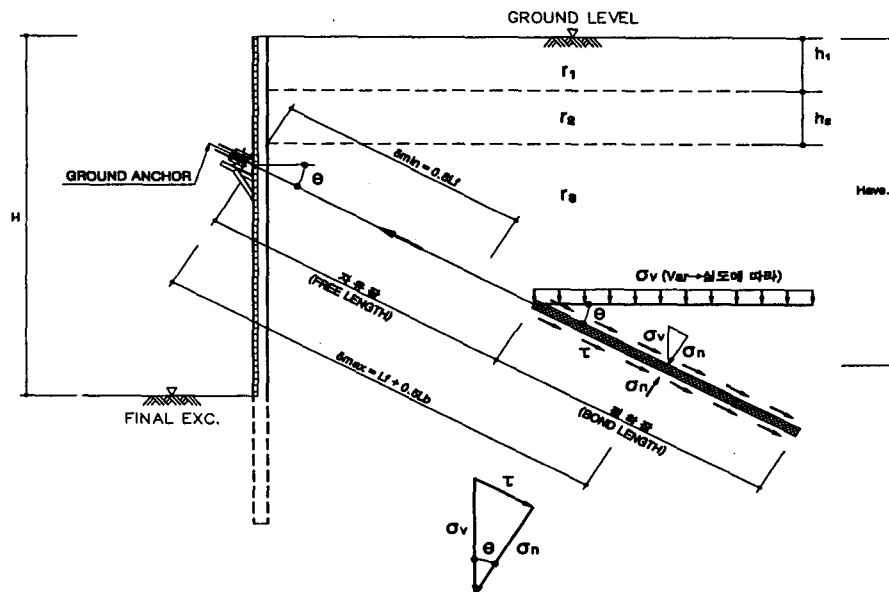 GROUND LEVEL
h₁
r₁
r₂
h₂
δmin = 0.8Lf
GROUND ANCHOR
θ
r₃
Have.
H
σv (Var→심도에 따라)
자 유 장
(FREE LENGTH)
θ
σv
σn
τ
σn
δmax = Lf + 0.5Lb
정 착 장
(BOND LENGTH)
FINAL EXC.
τ
σv
θ
σn